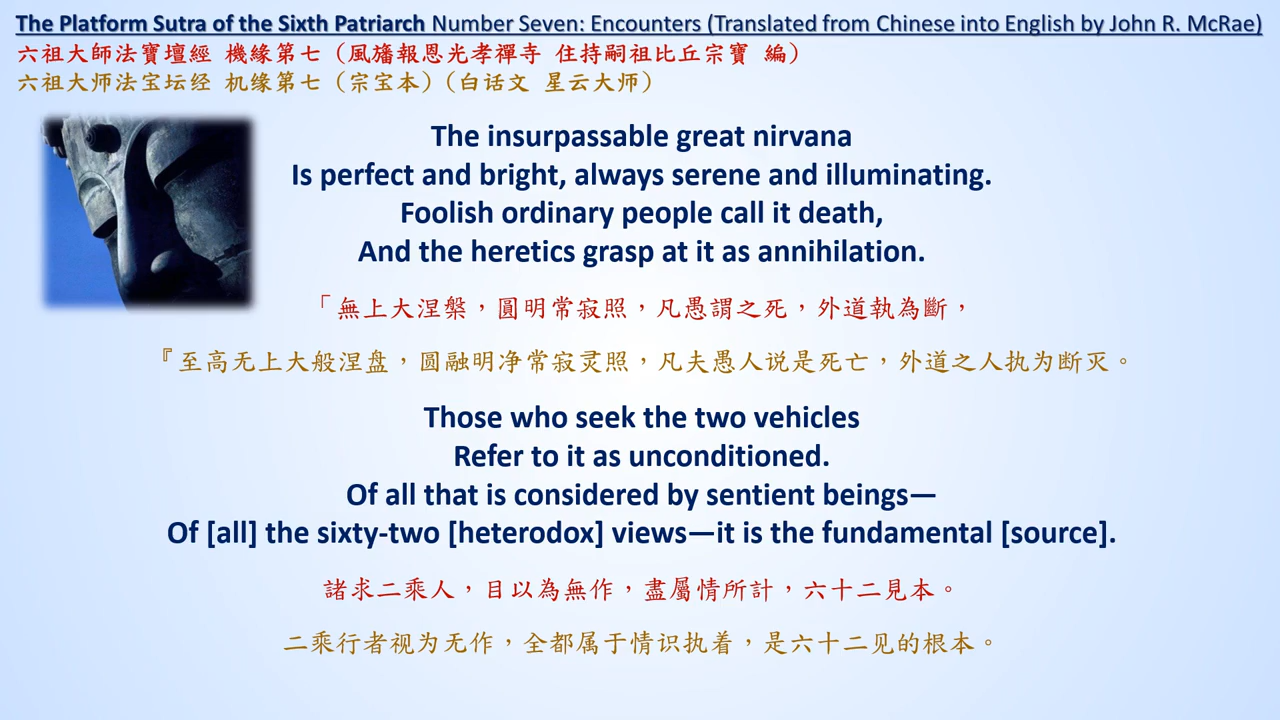 The Platform Sutra of the Sixth Patriarch Number Seven: Encounters (Translated from Chinese into English by John R. McRae)
六祖大師法寶壇經 機緣第七（風旛報恩光孝禪寺 住持嗣祖比丘宗寶 編）
六祖大师法宝坛经 机缘第七（宗宝本）（白话文 星云大师）
The insurpassable great nirvana
Is perfect and bright, always serene and illuminating.
Foolish ordinary people call it death,
And the heretics grasp at it as annihilation.
「無上大涅槃，圓明常寂照，凡愚謂之死，外道執為斷，
『至高无上大般涅盘，圆融明净常寂灵照，凡夫愚人说是死亡，外道之人执为断灭。
Those who seek the two vehicles
Refer to it as unconditioned.
Of all that is considered by sentient beings—
Of [all] the sixty-two [heterodox] views—it is the fundamental [source].
諸求二乘人，目以為無作，盡屬情所計，六十二見本。
二乘行者视为无作，全都属于情识执着，是六十二见的根本。